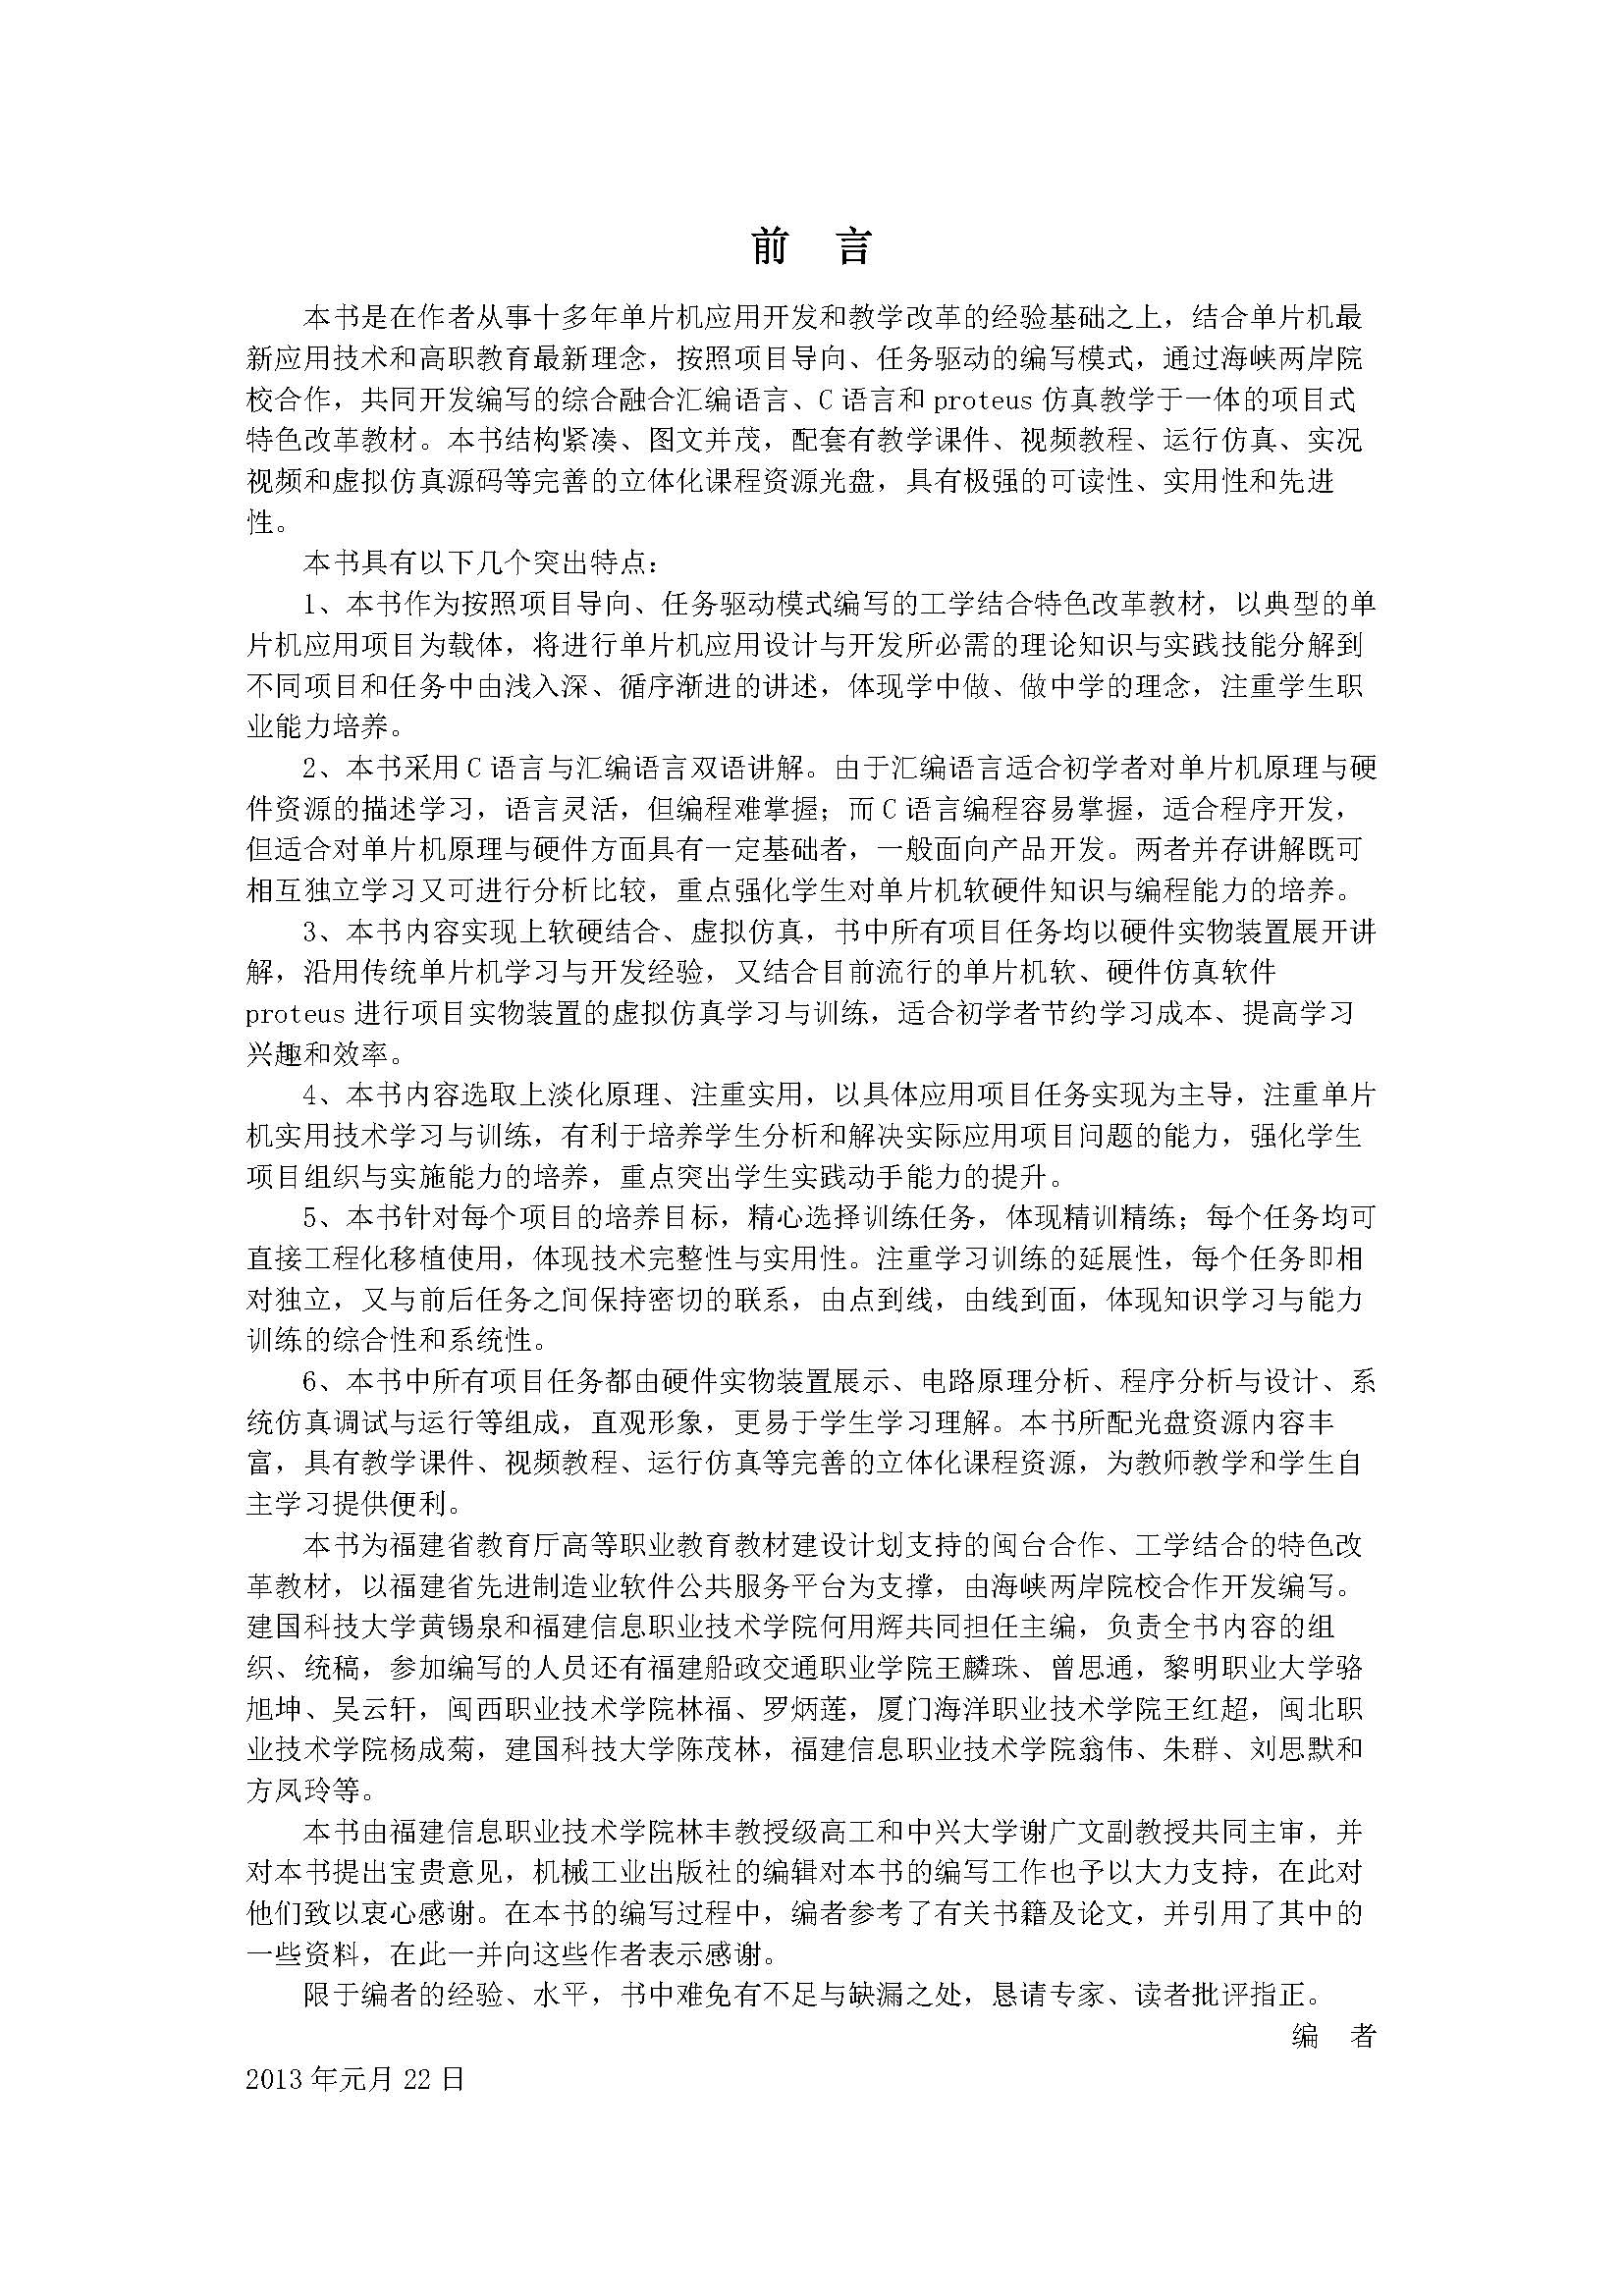 前　言
本书是在作者从事十多年单片机应用开发和教学改革的经验基础之上，结合单片机最
新应用技术和高职教育最新理念，按照项目导向、任务驱动的编写模式，通过海峡两岸院
校合作，共同开发编写的综合融合汇编语言、C 语言和 proteus 仿真教学于一体的项目式
特色改革教材。本书结构紧凑、图文并茂，配套有教学课件、视频教程、运行仿真、实况
视频和虚拟仿真源码等完善的立体化课程资源光盘，具有极强的可读性、实用性和先进
性。
本书具有以下几个突出特点：
1、本书作为按照项目导向、任务驱动模式编写的工学结合特色改革教材，以典型的单
片机应用项目为载体，将进行单片机应用设计与开发所必需的理论知识与实践技能分解到
不同项目和任务中由浅入深、循序渐进的讲述，体现学中做、做中学的理念，注重学生职
业能力培养。
2、本书采用 C 语言与汇编语言双语讲解。由于汇编语言适合初学者对单片机原理与硬
件资源的描述学习，语言灵活，但编程难掌握；而 C 语言编程容易掌握，适合程序开发，
但适合对单片机原理与硬件方面具有一定基础者，一般面向产品开发。两者并存讲解既可
相互独立学习又可进行分析比较，重点强化学生对单片机软硬件知识与编程能力的培养。
3、本书内容实现上软硬结合、虚拟仿真，书中所有项目任务均以硬件实物装置展开讲
解，沿用传统单片机学习与开发经验，又结合目前流行的单片机软、硬件仿真软件
proteus 进行项目实物装置的虚拟仿真学习与训练，适合初学者节约学习成本、提高学习
兴趣和效率。
4、本书内容选取上淡化原理、注重实用，以具体应用项目任务实现为主导，注重单片
机实用技术学习与训练，有利于培养学生分析和解决实际应用项目问题的能力，强化学生
项目组织与实施能力的培养，重点突出学生实践动手能力的提升。
5、本书针对每个项目的培养目标，精心选择训练任务，体现精训精练；每个任务均可
直接工程化移植使用，体现技术完整性与实用性。注重学习训练的延展性，每个任务即相
对独立，又与前后任务之间保持密切的联系，由点到线，由线到面，体现知识学习与能力
训练的综合性和系统性。
6、本书中所有项目任务都由硬件实物装置展示、电路原理分析、程序分析与设计、系
统仿真调试与运行等组成，直观形象，更易于学生学习理解。本书所配光盘资源内容丰
富，具有教学课件、视频教程、运行仿真等完善的立体化课程资源，为教师教学和学生自
主学习提供便利。
本书为福建省教育厅高等职业教育教材建设计划支持的闽台合作、工学结合的特色改
革教材，以福建省先进制造业软件公共服务平台为支撑，由海峡两岸院校合作开发编写。
建国科技大学黄锡泉和福建信息职业技术学院何用辉共同担任主编，负责全书内容的组
织、统稿，参加编写的人员还有福建船政交通职业学院王麟珠、曾思通，黎明职业大学骆
旭坤、吴云轩，闽西职业技术学院林福、罗炳莲，厦门海洋职业技术学院王红超，闽北职
业技术学院杨成菊，建国科技大学陈茂林，福建信息职业技术学院翁伟、朱群、刘思默和
方凤玲等。
本书由福建信息职业技术学院林丰教授级高工和中兴大学谢广文副教授共同主审，并
对本书提出宝贵意见，机械工业出版社的编辑对本书的编写工作也予以大力支持，在此对
他们致以衷心感谢。在本书的编写过程中，编者参考了有关书籍及论文，并引用了其中的
一些资料，在此一并向这些作者表示感谢。
限于编者的经验、水平，书中难免有不足与缺漏之处，恳请专家、读者批评指正。
编　者
2013 年元月 22 日